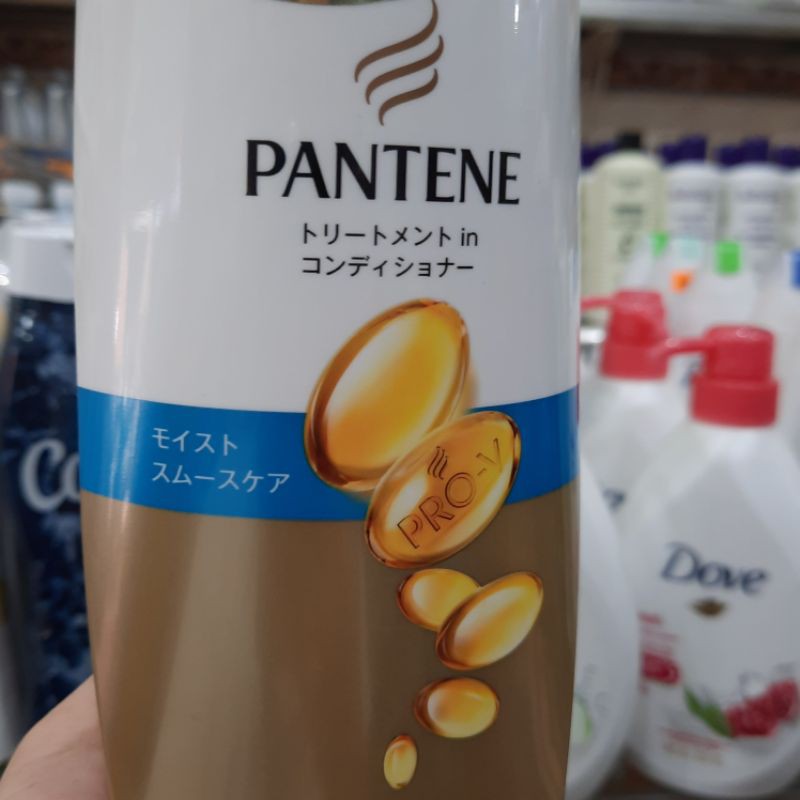 PANTENE
トリートメント in
コンディショナー
モイスト
スムースケア
PRO-V
Dove